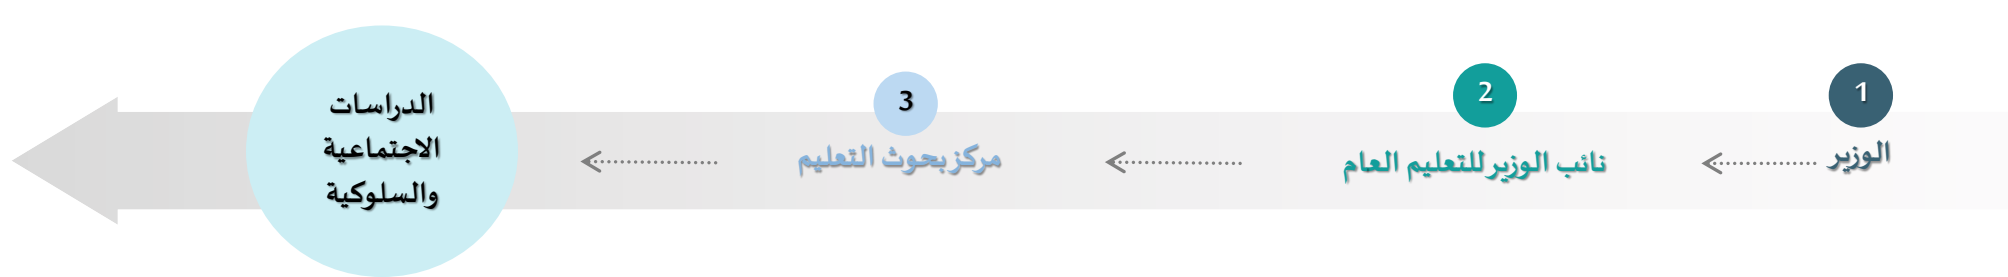 1
الوزير
2
نائب الوزير للتعليم العام
3
مركز بحوث التعليم
الدراسات
الاجتماعية
والسلوكية